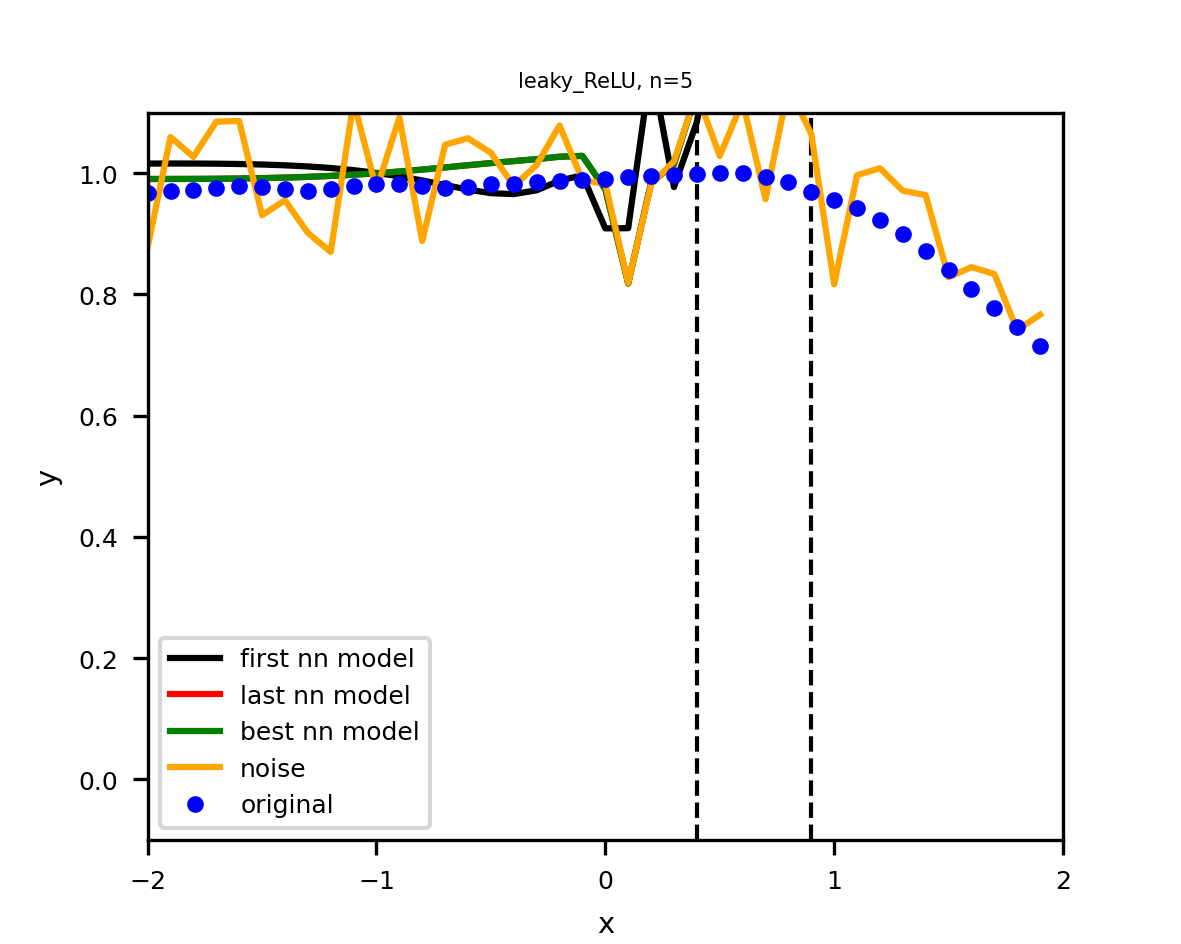 leaky_ReLU, n=5
1.0
0.8
0.6
0.4
0.2
0.0
y
first nn model
last nn model
best nn model
noise
original
−2
−1
0
1
2
x